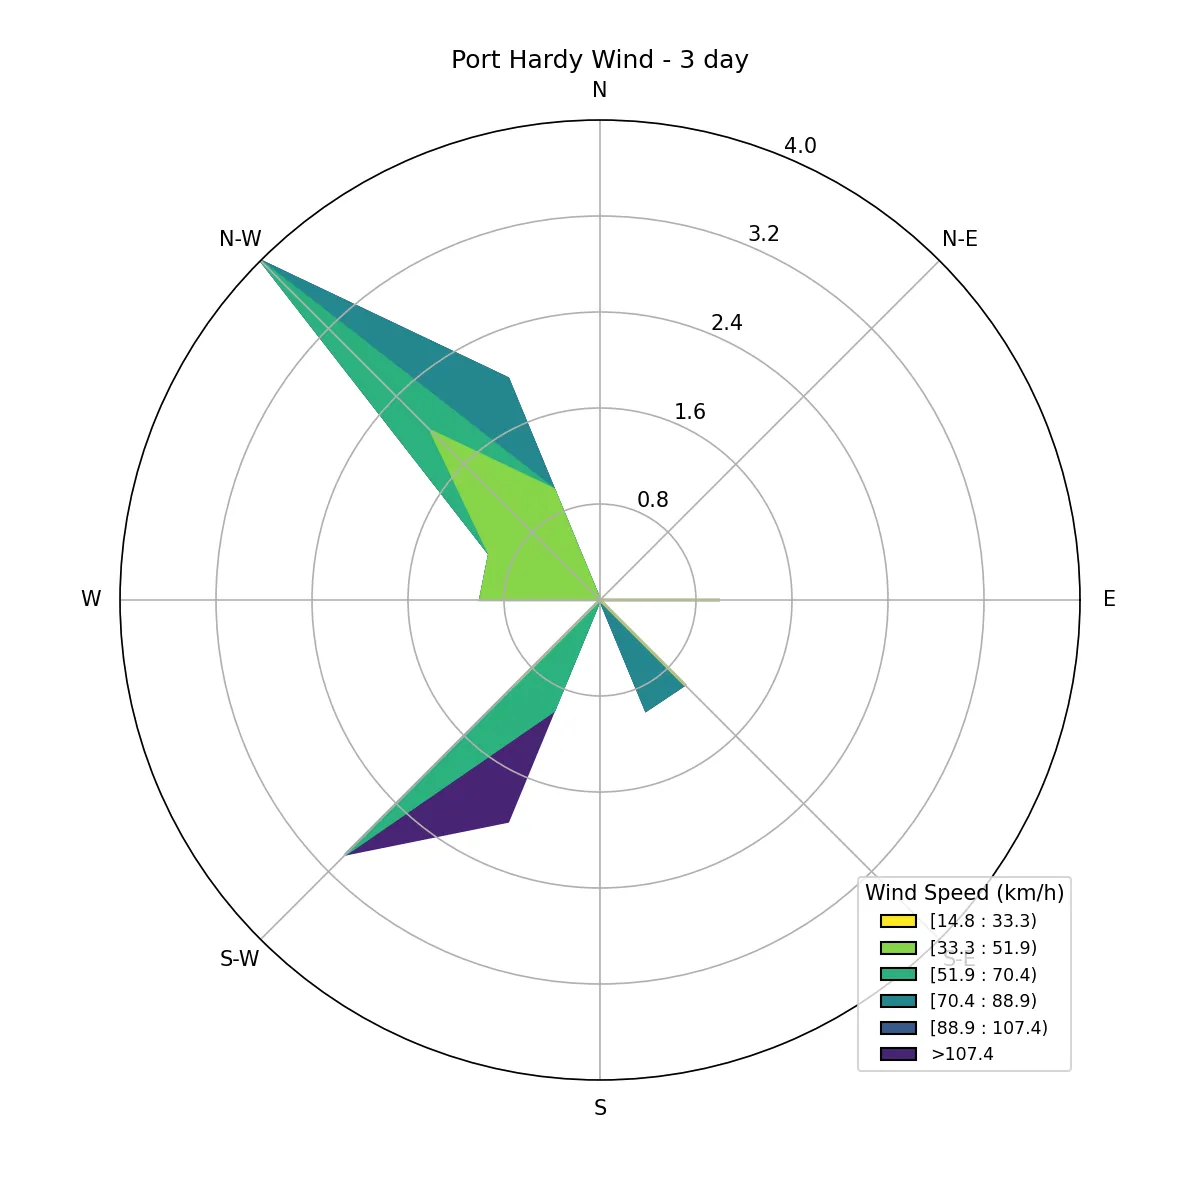 Port Hardy Wind - 3 day
N
4.0
N-W
N-E
3.2
2.4
1.6
0.8
W
E
S-W
S-E
Wind Speed (km/h)
[14.8 : 33.3)
[33.3 : 51.9)
[51.9 : 70.4)
[70.4 : 88.9)
[88.9 : 107.4)
>107.4
S